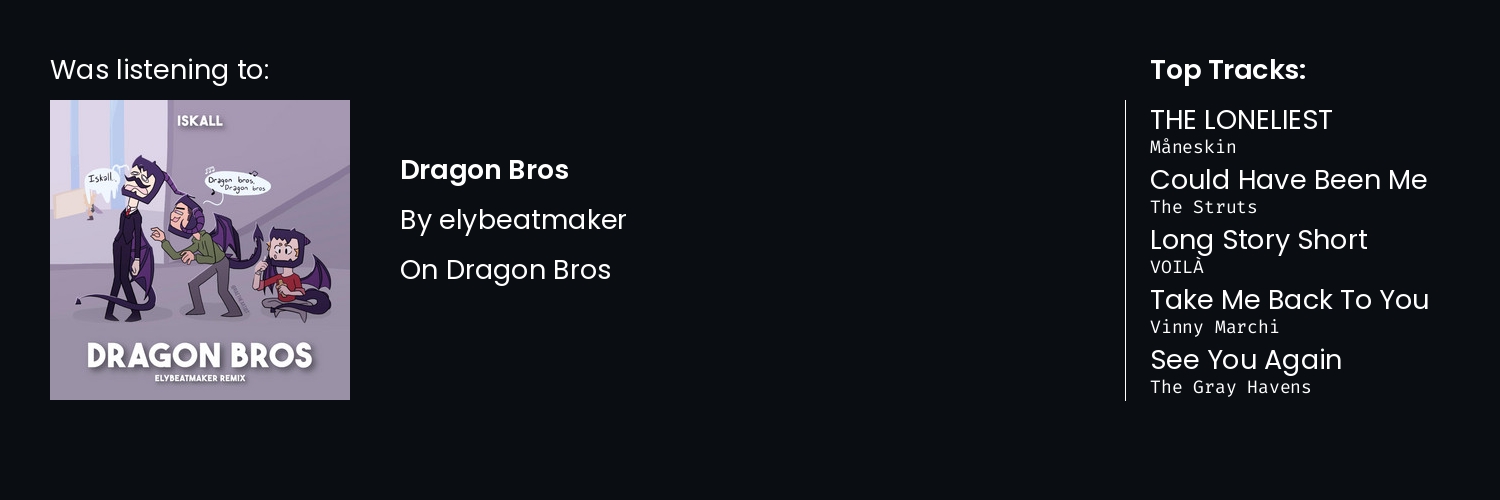 Was listening to:
ISKALL
Iskall..
Dragon bros,
Dragon bros
DRAGON BROS
ELYBEATMAKER REMIX
Dragon Bros
By elybeatmaker
On Dragon Bros
Top Tracks:
THE LONELIEST
Måneskin
Could Have Been Me
The Struts
Long Story Short
VOILÀ
Take Me Back To You
Vinny Marchi
See You Again
The Gray Havens